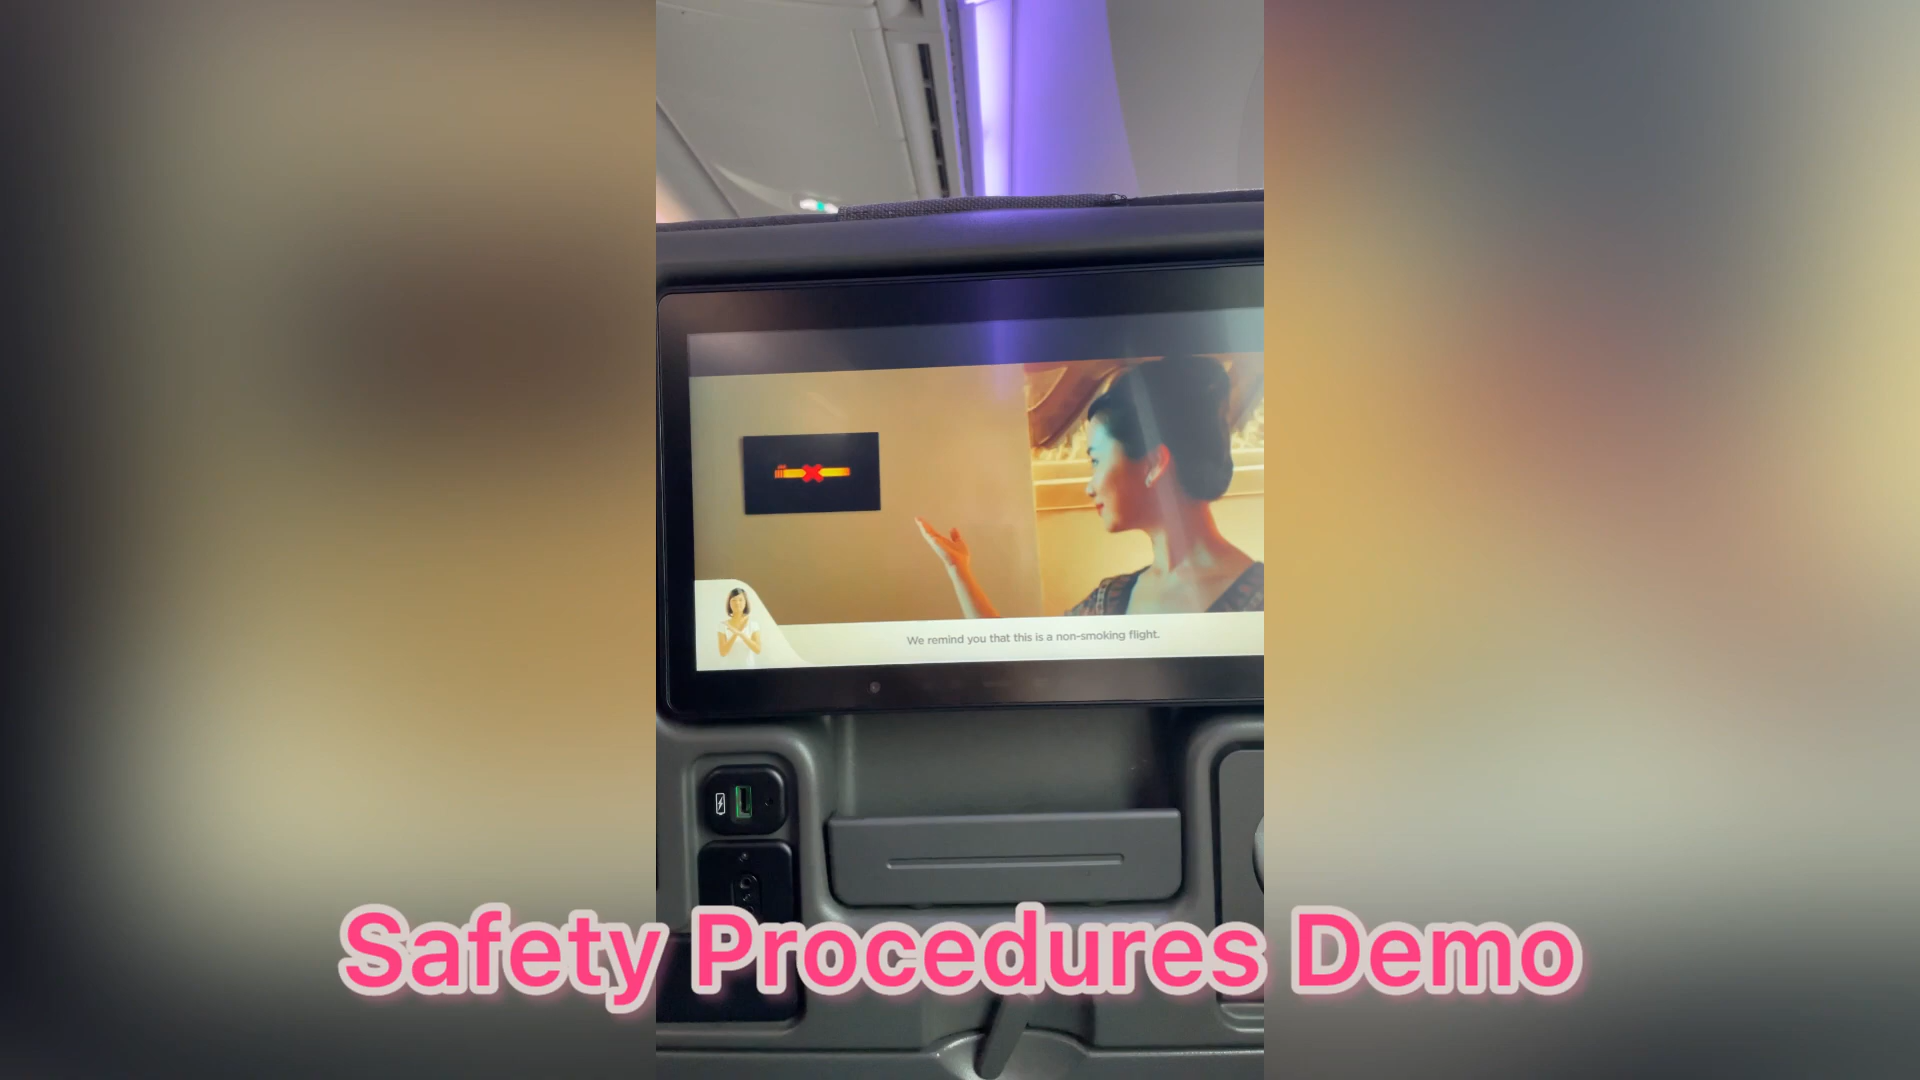 We remind you that this is a non-smoking flight.
Safety Procedures Demo